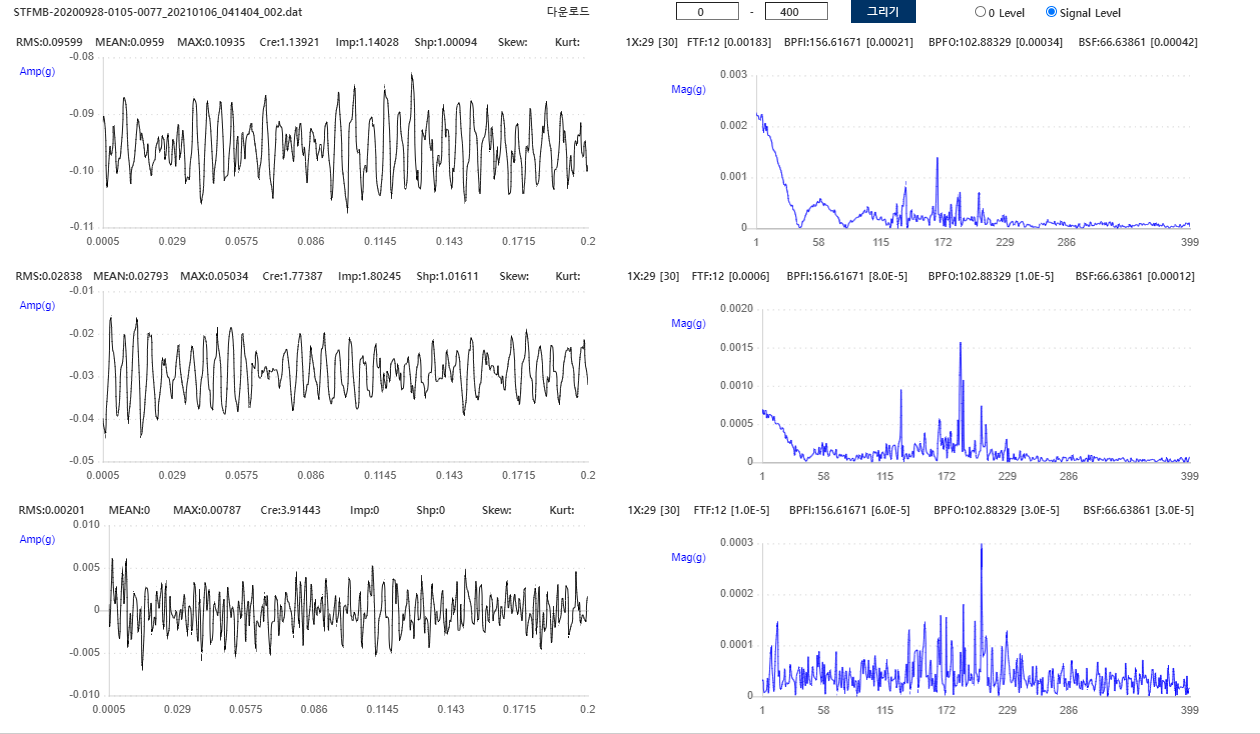 STFMB-20200928-0105-0077_20210106_041404_002.dat 다운로드 0 - 400 그리기 0 Level Signal Level
RMS:0.09599 MEAN:0.0959 MAX:0.10935 Cre:1.13921 Imp:1.14028 Shp:1.00094 Skew: Kurt:
1X:29 [30] FTF:12 [0.00183] BPFI:156.61671 [0.00021] BPFO:102.88329 [0.00034] BSF:66.63861 [0.00042]
Amp(g)
-0.08
-0.09
-0.10
-0.11
0.0005 0.029 0.0575 0.086 0.1145 0.143 0.1715 0.2
Mag(g)
0.003
0.002
0.001
0
1 58 115 172 229 286 399
RMS:0.02838 MEAN:0.02793 MAX:0.05034 Cre:1.77387 Imp:1.80245 Shp:1.01611 Skew: Kurt:
1X:29 [30] FTF:12 [0.0006] BPFI:156.61671 [8.0E-5] BPFO:102.88329 [1.0E-5] BSF:66.63861 [0.00012]
Amp(g)
-0.01
-0.02
-0.03
-0.04
-0.05
0.0005 0.029 0.0575 0.086 0.1145 0.143 0.1715 0.2
Mag(g)
0.0020
0.0015
0.0010
0.0005
0
1 58 115 172 229 286 399
RMS:0.00201 MEAN:0 MAX:0.00787 Cre:3.91443 Imp:0 Shp:0 Skew: Kurt:
1X:29 [30] FTF:12 [1.0E-5] BPFI:156.61671 [6.0E-5] BPFO:102.88329 [3.0E-5] BSF:66.63861 [3.0E-5]
Amp(g)
0.010
0.005
0
-0.005
-0.010
0.0005 0.029 0.0575 0.086 0.1145 0.143 0.1715 0.2
Mag(g)
0.0003
0.0002
0.0001
0
1 58 115 172 229 286 399